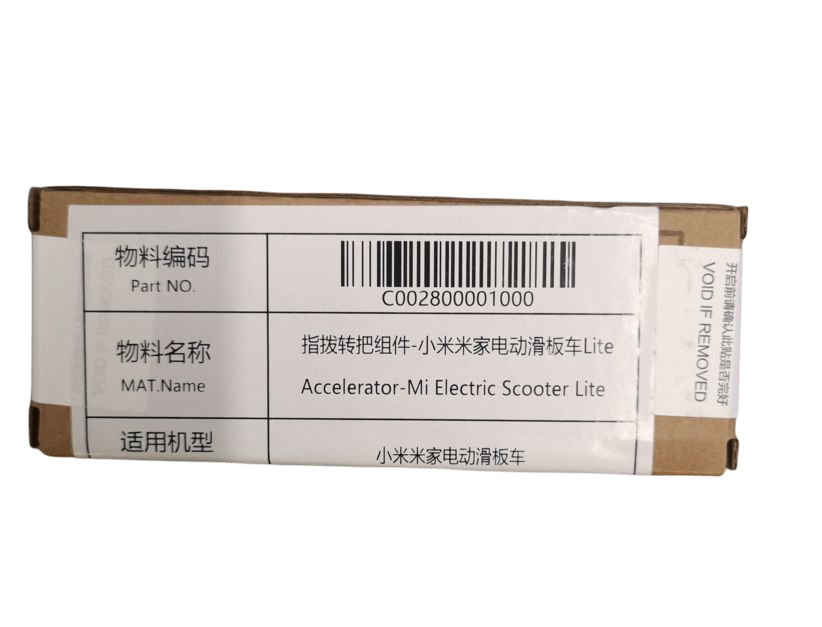 物料编码
Part NO.
C002800001000
物料名称
MAT.Name
指拨转把组件-小米米家电动滑板车Lite
Accelerator-Mi Electric Scooter Lite
适用机型
小米米家电动滑板车
开启前请确认此贴是否完好
VOID IF REMOVED
VOID IF REMOVED